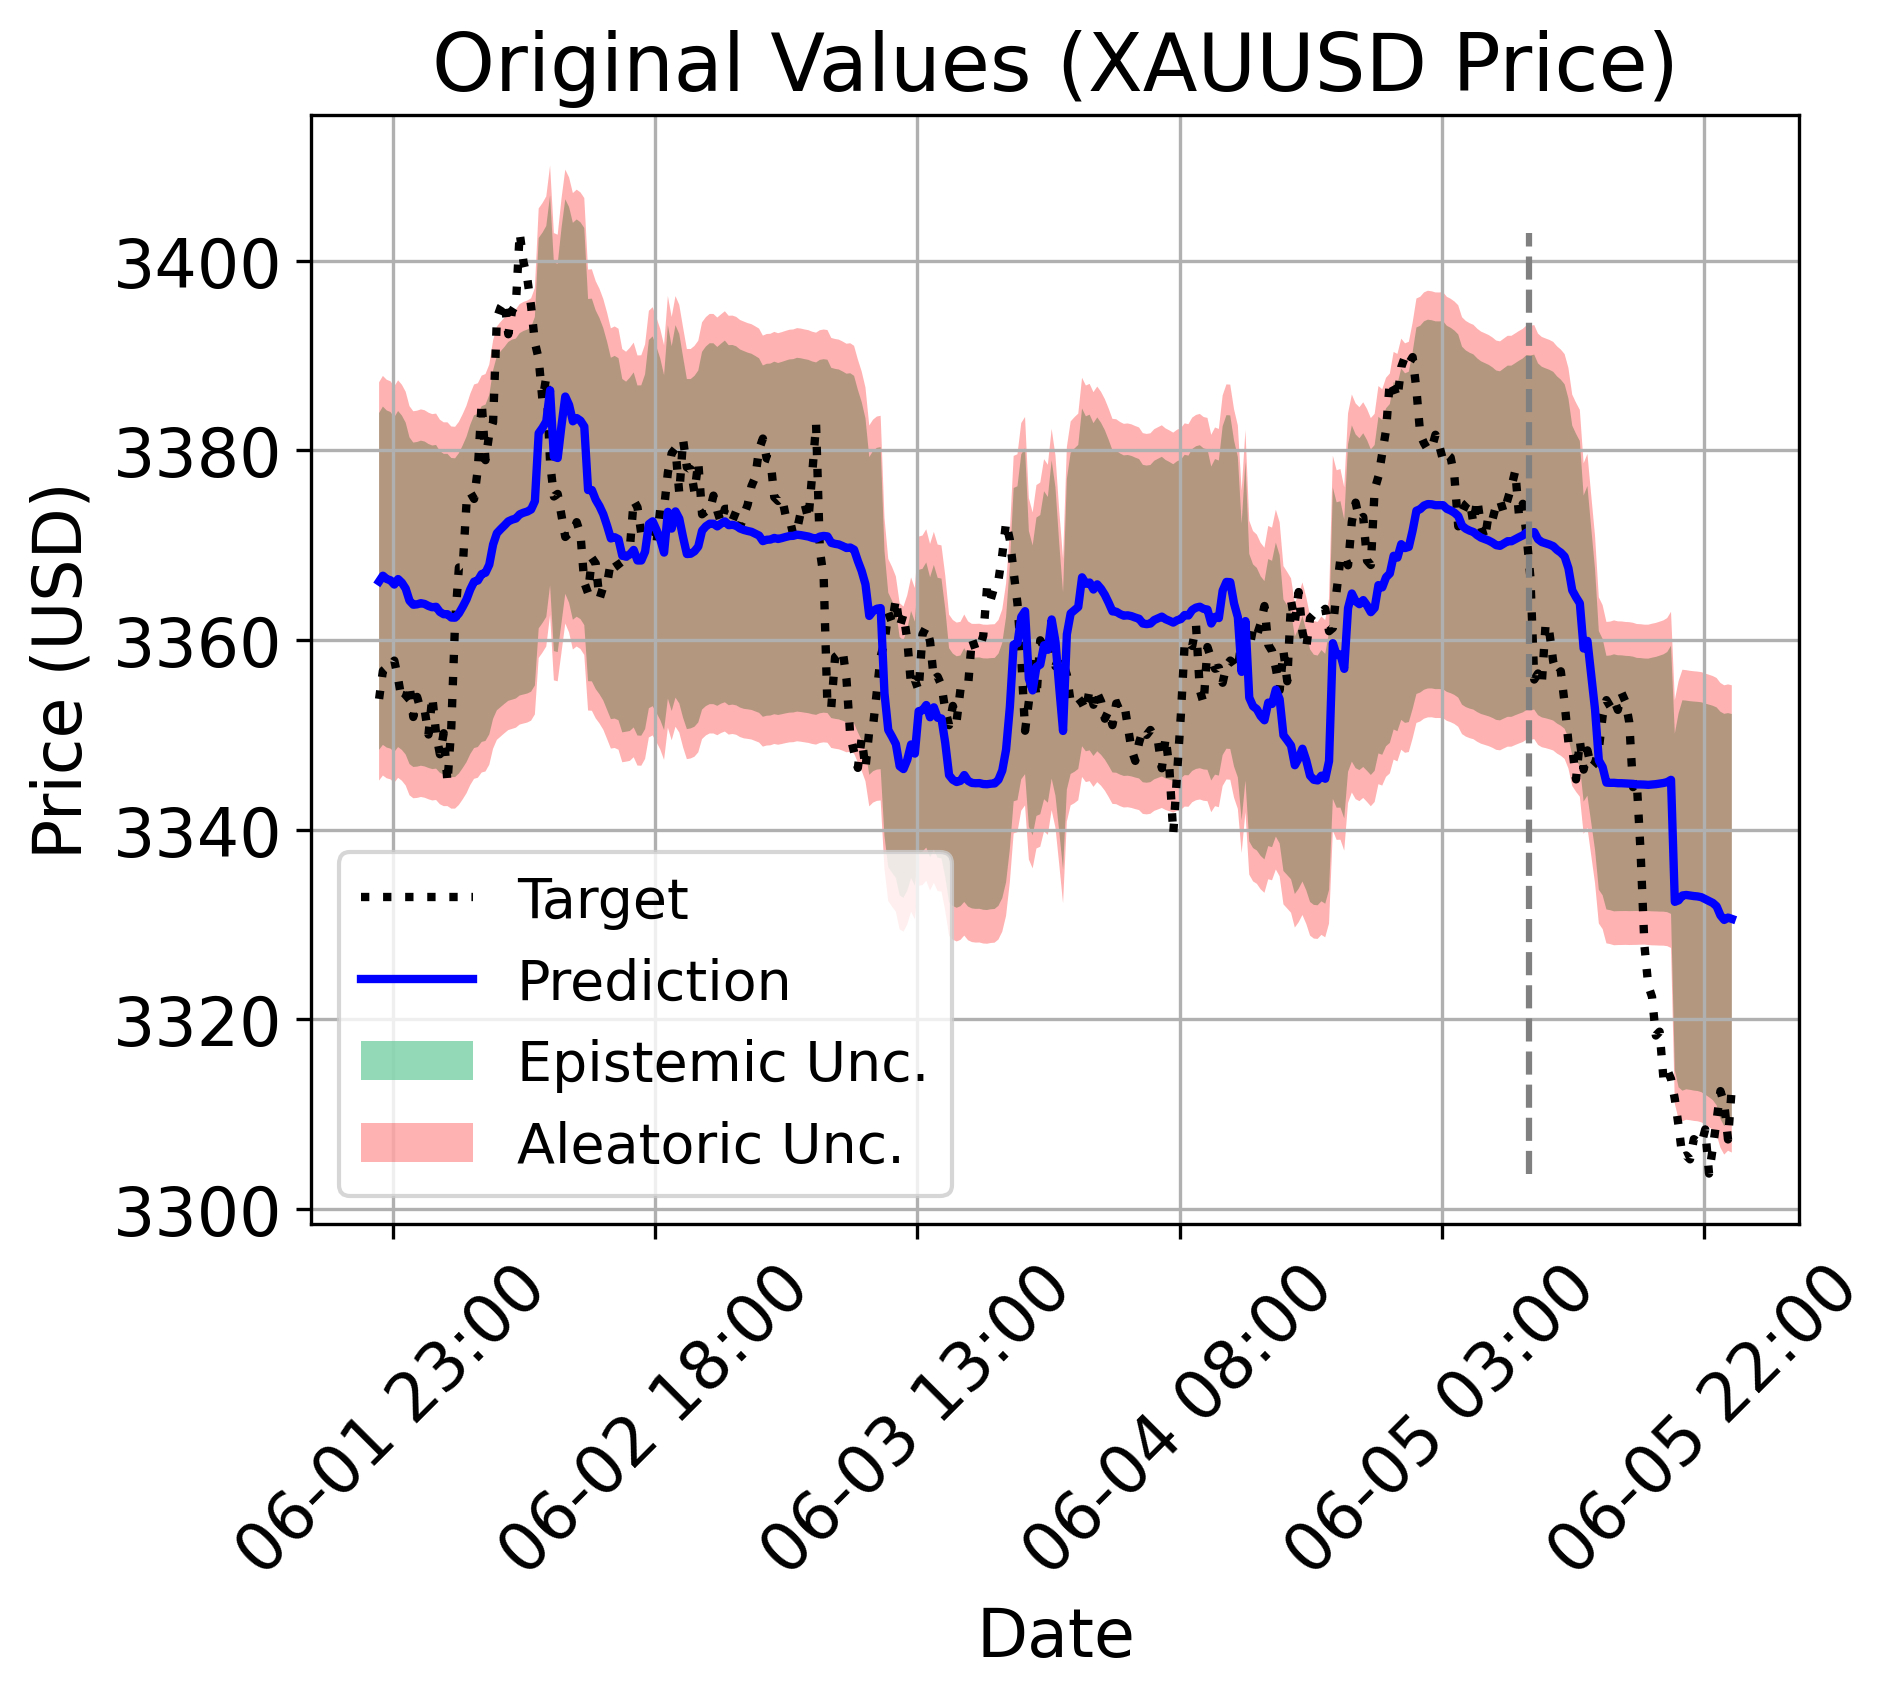 Original Values (XAUUSD Price)
Price (USD)
3400
3380
3360
3340
3320
3300
Target
Prediction
Epistemic Unc.
Aleatoric Unc.
06-01 23:00
06-02 18:00
06-03 13:00
06-04 08:00
06-05 03:00
06-05 22:00
Date